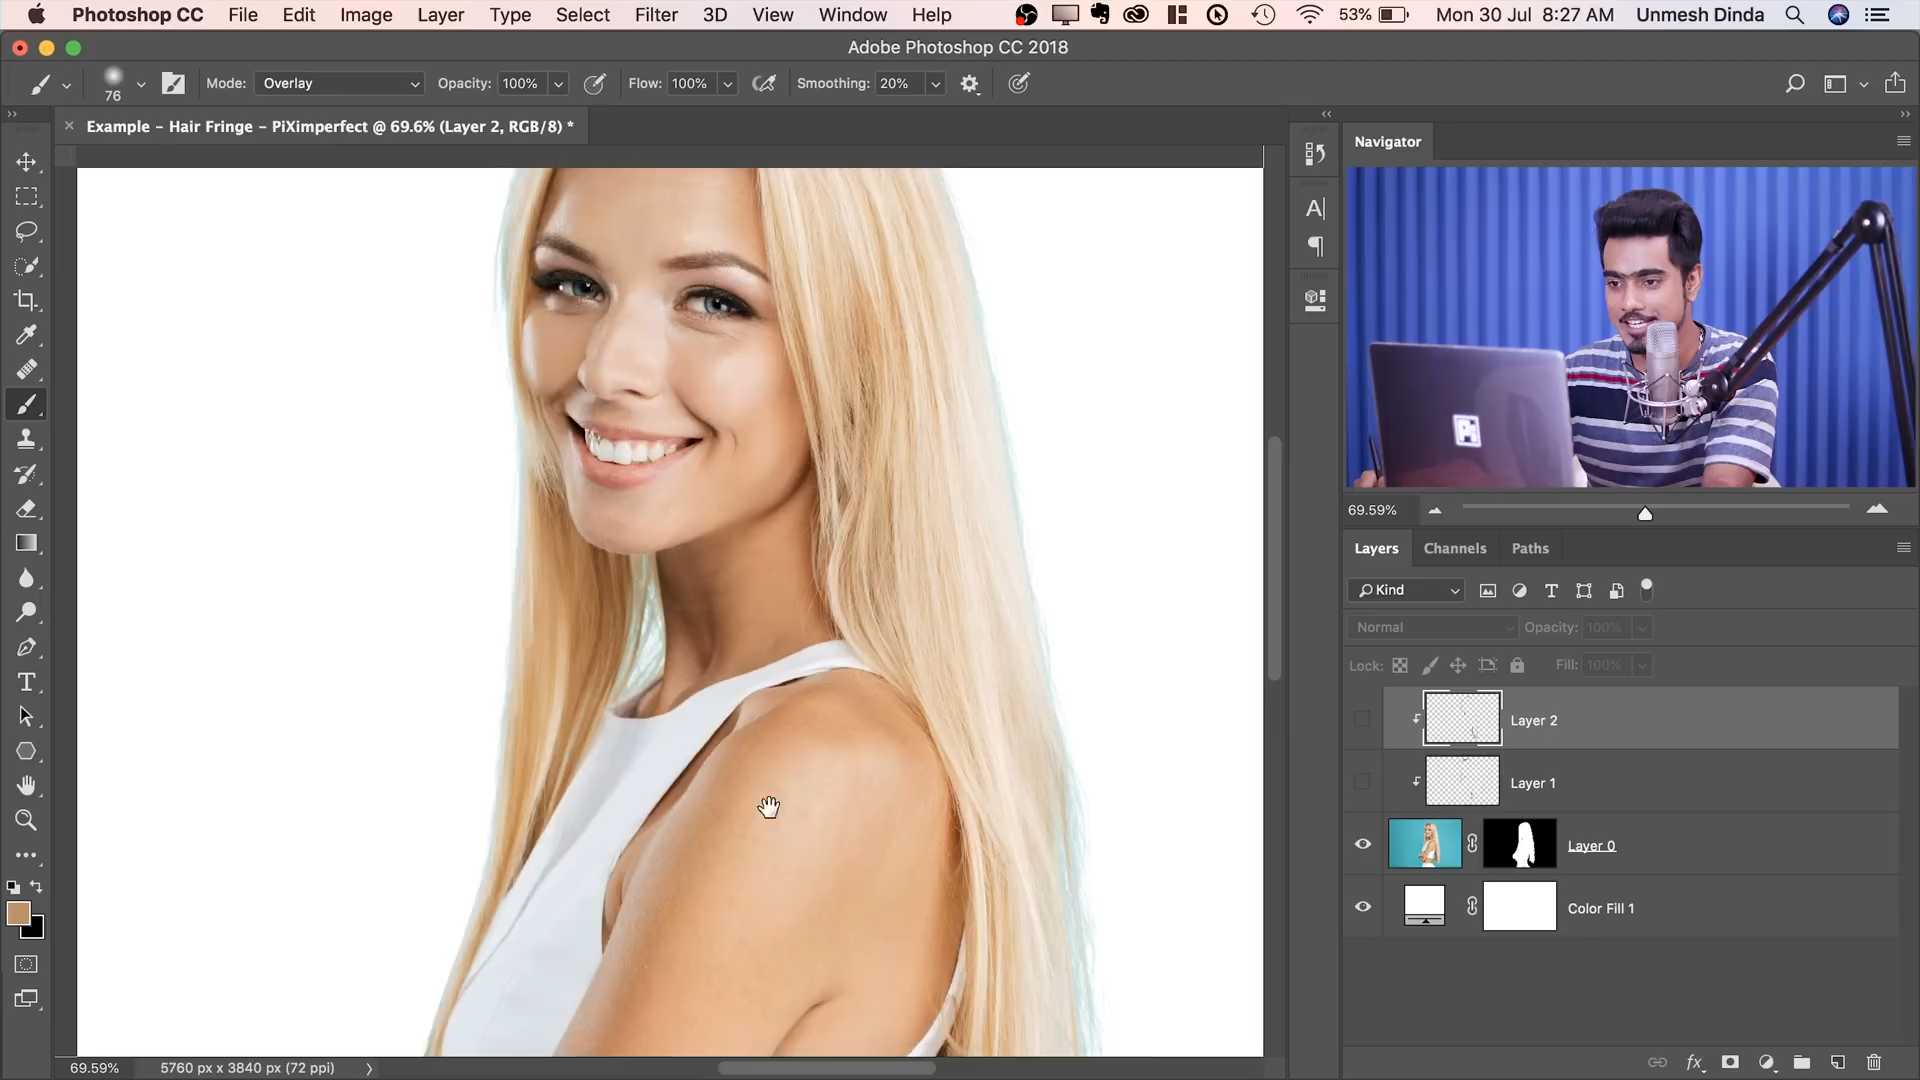 Photoshop CC File Edit Image Layer Type Select Filter 3D View Window Help 53% Mon 30 Jul 8:27 AM Unmesh Dinda
Adobe Photoshop CC 2018
76 Mode: Overlay Opacity: 100% Flow: 100% Smoothing: 20%
Example - Hair Fringe - PiXimperfect @ 69.6% (Layer 2, RGB/8) *
Navigator
69.59%
Layers Channels Paths
Kind
Normal Opacity: 100%
Lock: Fill: 100%
Layer 2
Layer 1
Layer 0
Color Fill 1
69.59% 5760 px x 3840 px (72 ppi)